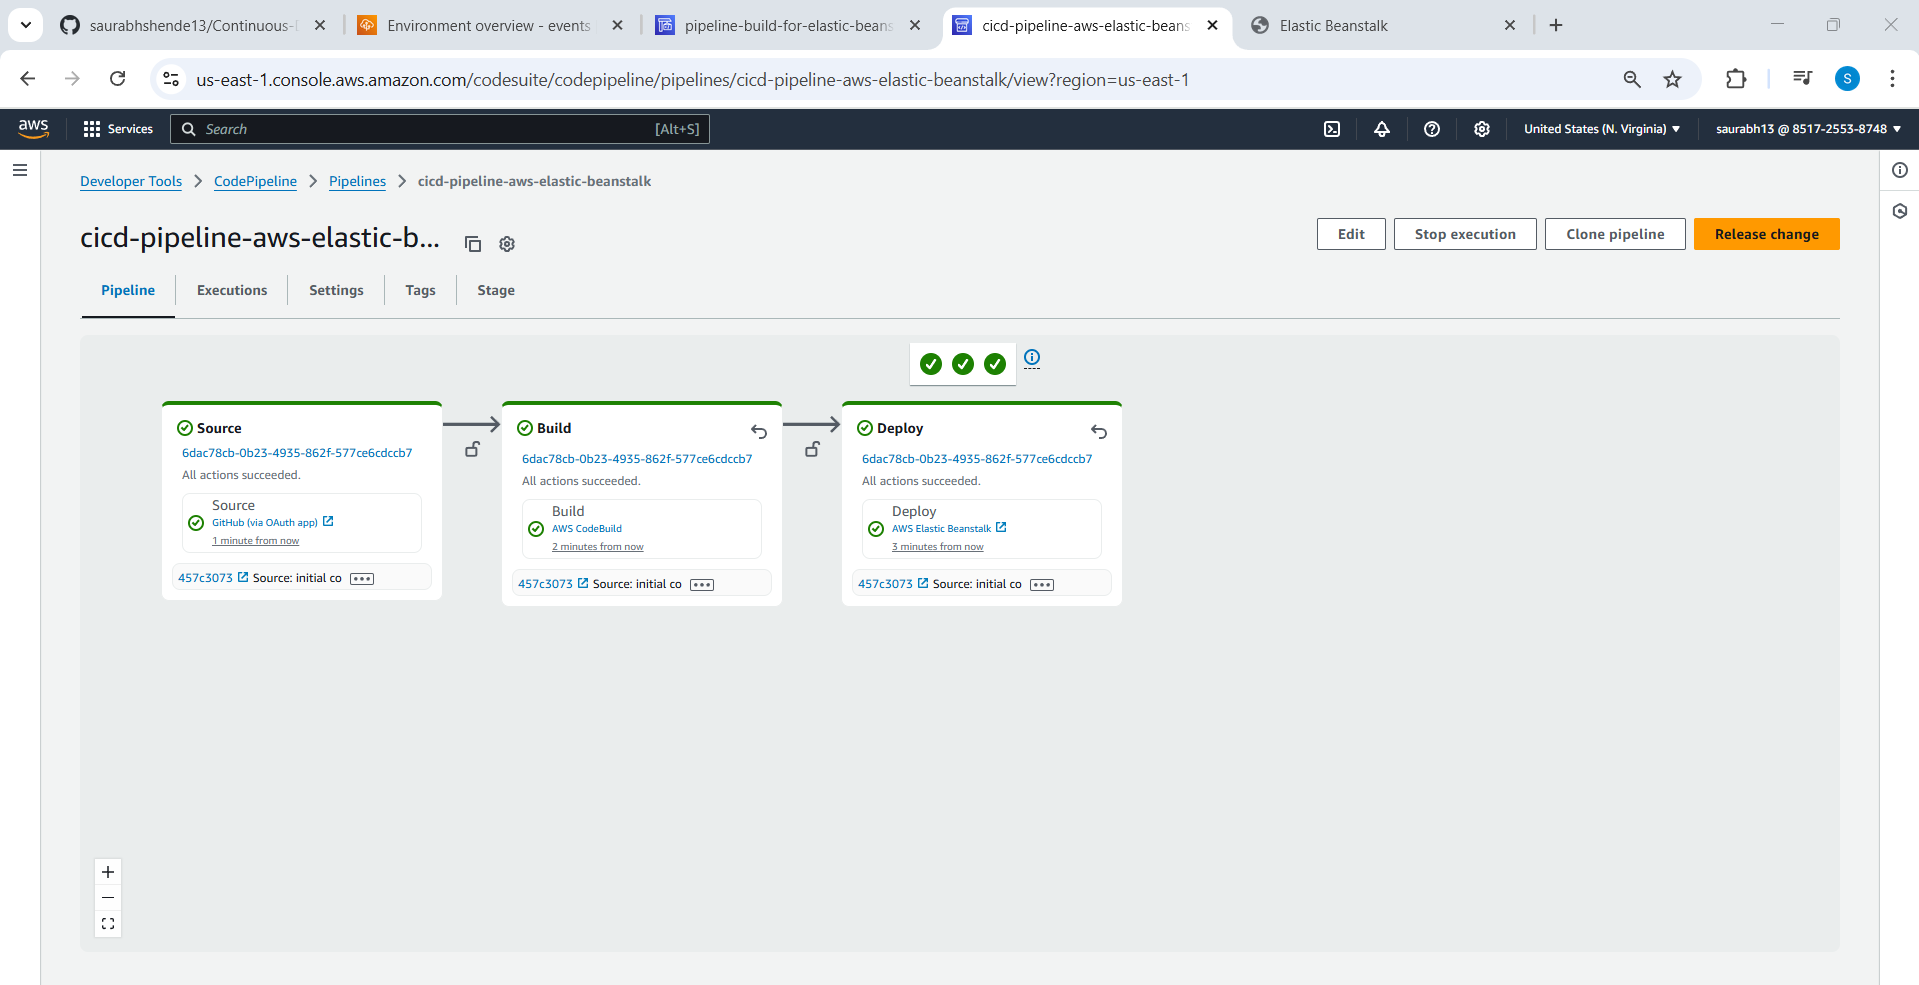 saurabhshende13/Continuous-D
Environment overview - events
pipeline-build-for-elastic-beans
cicd-pipeline-aws-elastic-beans
Elastic Beanstalk
us-east-1.console.aws.amazon.com/codesuite/codepipeline/pipelines/cicd-pipeline-aws-elastic-beanstalk/view?region=us-east-1
S
aws
Services
Search
[Alt+S]
United States (N. Virginia)
saurabh13 @ 8517-2553-8748
Developer Tools
CodePipeline
Pipelines
cicd-pipeline-aws-elastic-beanstalk
cicd-pipeline-aws-elastic-b...
Edit
Stop execution
Clone pipeline
Release change
Pipeline
Executions
Settings
Tags
Stage
Source
6dac78cb-0b23-4935-862f-577ce6cdccb7
All actions succeeded.
Source
GitHub (via OAuth app)
1 minute from now
457c3073 Source: initial co
Build
6dac78cb-0b23-4935-862f-577ce6cdccb7
All actions succeeded.
Build
AWS CodeBuild
2 minutes from now
457c3073 Source: initial co
Deploy
6dac78cb-0b23-4935-862f-577ce6cdccb7
All actions succeeded.
Deploy
AWS Elastic Beanstalk
3 minutes from now
457c3073 Source: initial co